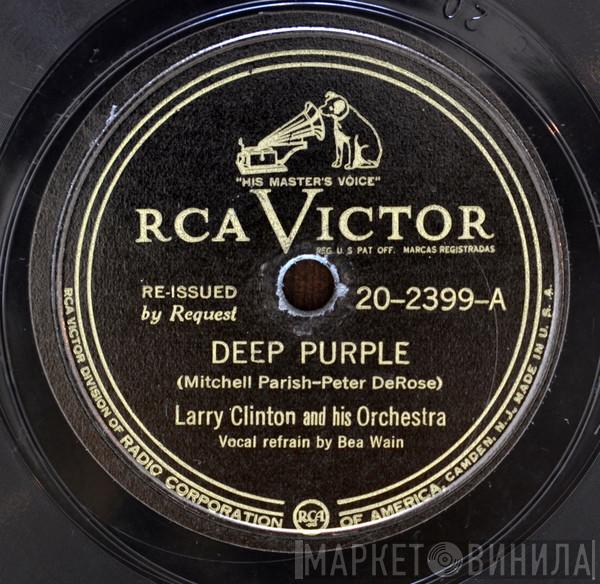 "HIS MASTER'S VOICE"
RCA VICTOR
REG. U. S. PAT. OFF. MARCAS REGISTRADAS
RE-ISSUED
by Request
20-2399-A
DEEP PURPLE
(Mitchell Parish-Peter DeRose)
Larry Clinton and his Orchestra
Vocal refrain by Bea Wain
RCA VICTOR DIVISION OF RADIO CORPORATION OF AMERICA, CAMDEN, N. J., MADE IN U. S. A.
RCA
МАРКЕТ ВИНИЛА